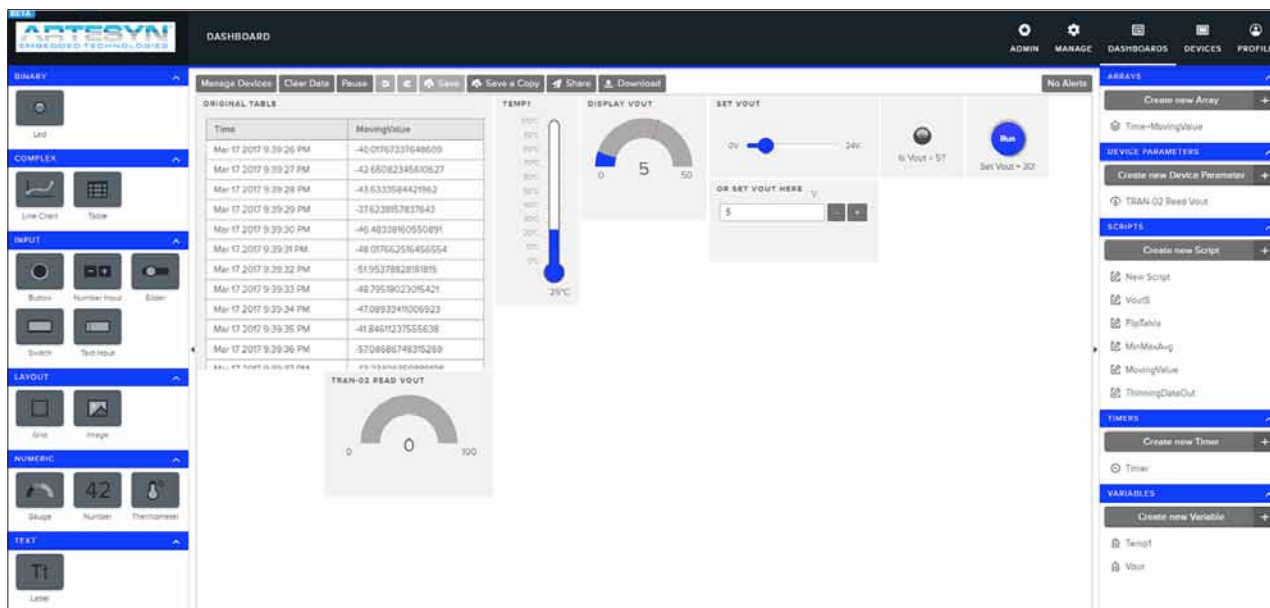 BETA
ARTESYN
EMBEDDED TECHNOLOGIES
DASHBOARD
ADMIN
MANAGE
DASHBOARDS
DEVICES
PROFILE
BINARY
Led
COMPLEX
Line Chart
Table
INPUT
Button
Number Input
Slider
Switch
Text Input
LAYOUT
Grid
Image
NUMERIC
42
Gauge
Number
Thermometer
TEXT
Tt
Label
Manage Devices
Clear Data
Pause
Save
Save a Copy
Share
Download
No Alerts
ORIGINAL TABLE
Time MovingValue
Mar 17 2017 9:39:26 PM -40.01767337648609
Mar 17 2017 9:39:27 PM -42.65082345610627
Mar 17 2017 9:39:28 PM -43.6333584421962
Mar 17 2017 9:39:29 PM -37.6238157837643
Mar 17 2017 9:39:30 PM -46.48338160550891
Mar 17 2017 9:39:31 PM -48.017662516456554
Mar 17 2017 9:39:32 PM -51.95378828181815
Mar 17 2017 9:39:33 PM -48.79519023015421
Mar 17 2017 9:39:34 PM -47.08933411006923
Mar 17 2017 9:39:35 PM -41.84611237555638
Mar 17 2017 9:39:36 PM -57.08686748315269
TEMP1
25°C
DISPLAY VOUT
5
0
50
SET VOUT
0V
24V
OR SET VOUT HERE
V
5
- +
Is Vout = 5?
Run
Set Vout = 20!
TRAN-02 READ VOUT
0
0
100
ARRAYS
Create new Array +
Time+MovingValue
DEVICE PARAMETERS
Create new Device Parameter +
TRAN-02 Read Vout
SCRIPTS
Create new Script +
New Script
Vout5
FlipTable
MinMaxAvg
MovingValue
ThinningDataOut
TIMERS
Create new Timer +
Timer
VARIABLES
Create new Variable +
Temp1
Vout